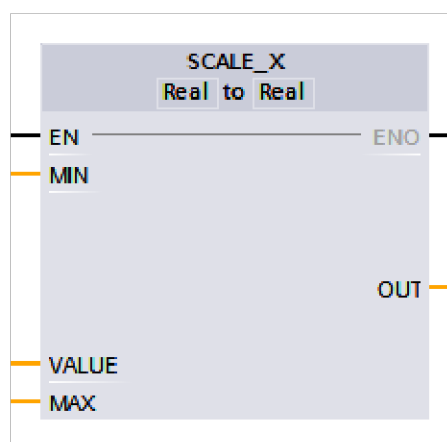 SCALE_X
Real to Real
EN ENO
MIN
OUT
VALUE
MAX